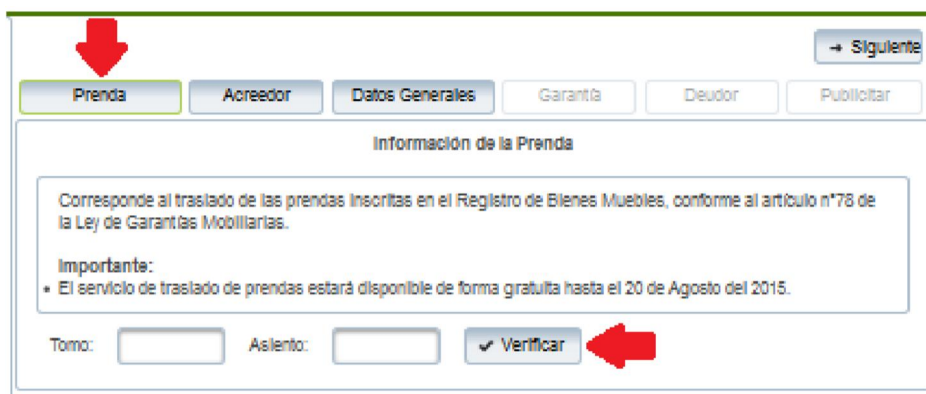 → Siguiente
Prenda Acreedor Datos Generales Garantía Deudor Publicitar
Información de la Prenda
Corresponde al traslado de las prendas inscritas en el Registro de Bienes Muebles, conforme al artículo n°78 de
la Ley de Garantías Mobiliarias.
Importante:
• El servicio de traslado de prendas estará disponible de forma gratuita hasta el 20 de Agosto del 2015.
Tomo: Asiento: ✔ Verificar